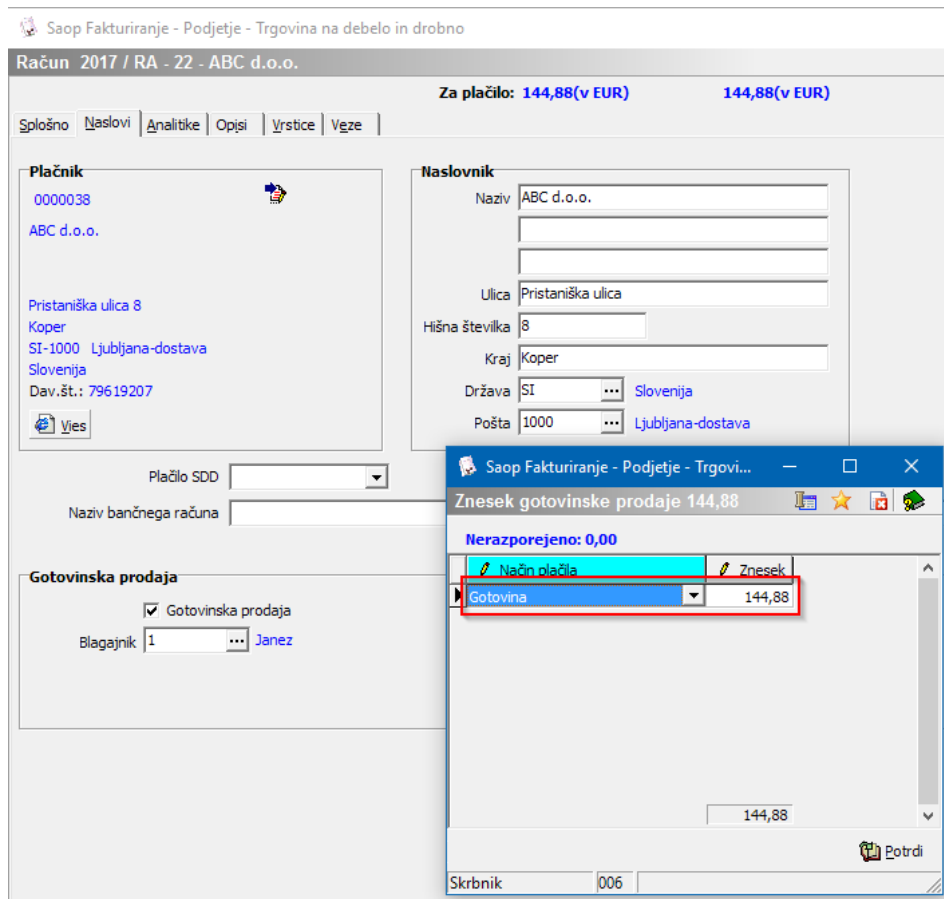 Saop Fakturiranje - Podjetje - Trgovina na debelo in drobno
Račun 2017 / RA - 22 - ABC d.o.o.
Za plačilo: 144,88(v EUR) 144,88(v EUR)
Splošno Naslovi Analitike Opisi Vrstice Veze
Plačnik
0000038
ABC d.o.o.
Pristaniška ulica 8
Koper
SI-1000 Ljubljana-dostava
Slovenija
Dav.št.: 79619207
Vies
Naslovnik
Naziv ABC d.o.o.
Ulica Pristaniška ulica
Hišna številka 8
Kraj Koper
Država SI ... Slovenija
Pošta 1000 ... Ljubljana-dostava
Plačilo SDD
Naziv bančnega računa
Gotovinska prodaja
Gotovinska prodaja
Blagajnik 1 ... Janez
Saop Fakturiranje - Podjetje - Trgovi...
Znesek gotovinske prodaje 144,88
Nerazporejeno: 0,00
Način plačila Znesek
Gotovina 144,88
144,88
Potrdi
Skrbnik 006